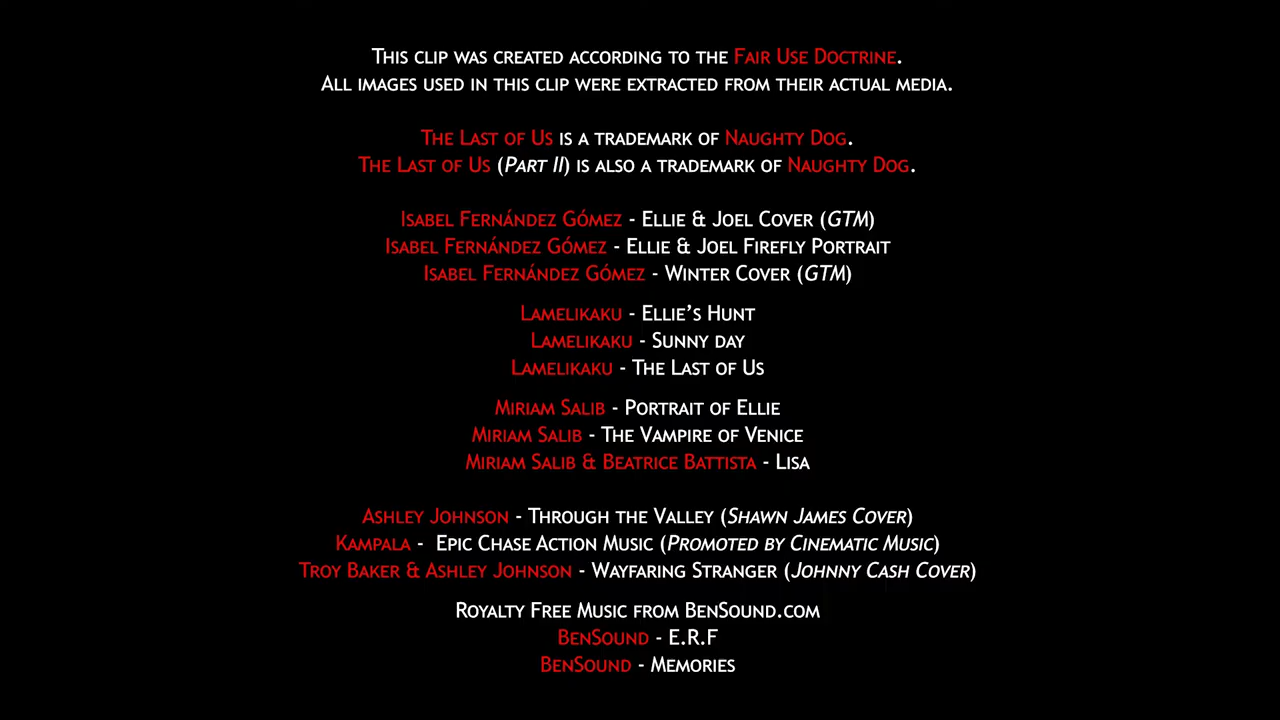 This clip was created according to the Fair Use Doctrine.
All images used in this clip were extracted from their actual media.
The Last of Us is a trademark of Naughty Dog.
The Last of Us (Part II) is also a trademark of Naughty Dog.
Isabel Fernández Gómez - Ellie & Joel Cover (GTM)
Isabel Fernández Gómez - Ellie & Joel Firefly Portrait
Isabel Fernández Gómez - Winter Cover (GTM)
Lamelikaku - Ellie's Hunt
Lamelikaku - Sunny day
Lamelikaku - The Last of Us
Miriam Salib - Portrait of Ellie
Miriam Salib - The Vampire of Venice
Miriam Salib & Beatrice Battista - Lisa
Ashley Johnson - Through the Valley (Shawn James Cover)
Kampala - Epic Chase Action Music (Promoted by Cinematic Music)
Troy Baker & Ashley Johnson - Wayfaring Stranger (Johnny Cash Cover)
Royalty Free Music from BenSound.com
BenSound - E.R.F
BenSound - Memories